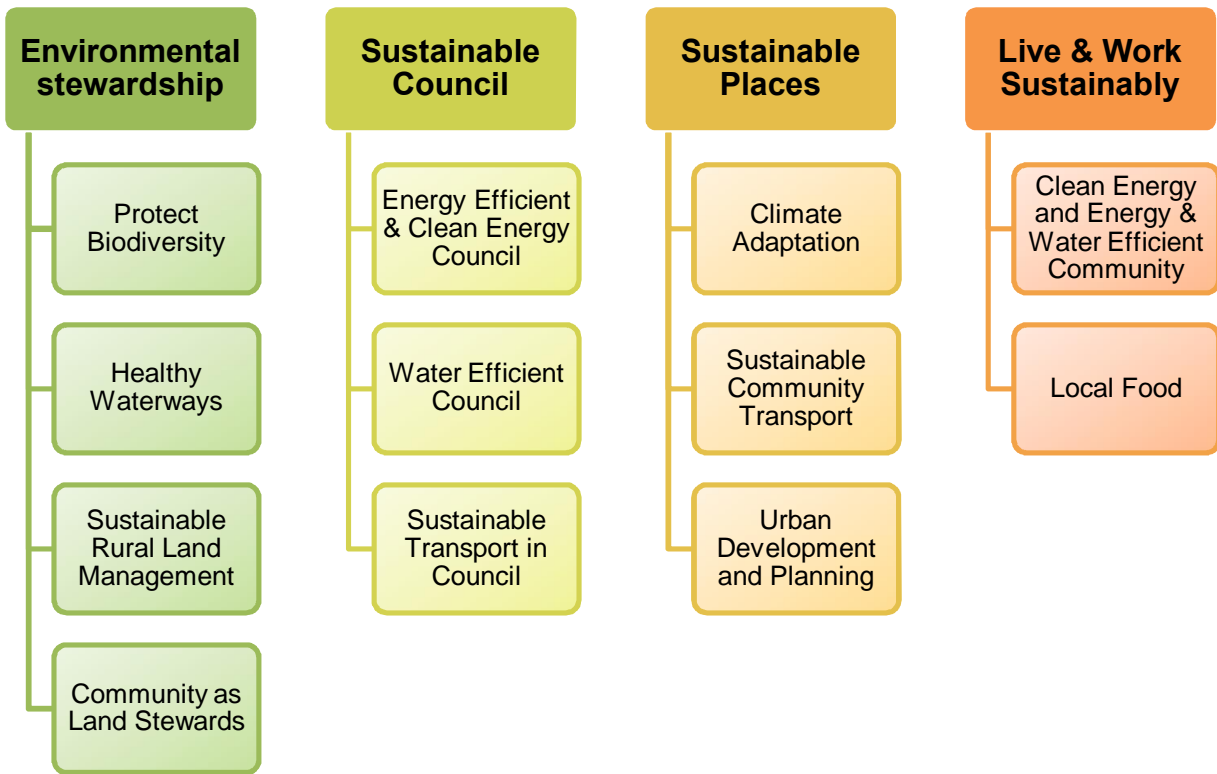 Environmental
stewardship
Protect
Biodiversity
Healthy
Waterways
Sustainable
Rural Land
Management
Community as
Land Stewards
Sustainable
Council
Energy Efficient
& Clean Energy
Council
Water Efficient
Council
Sustainable
Transport in
Council
Sustainable
Places
Climate
Adaptation
Sustainable
Community
Transport
Urban
Development
and Planning
Live & Work
Sustainably
Clean Energy
and Energy &
Water Efficient
Community
Local Food